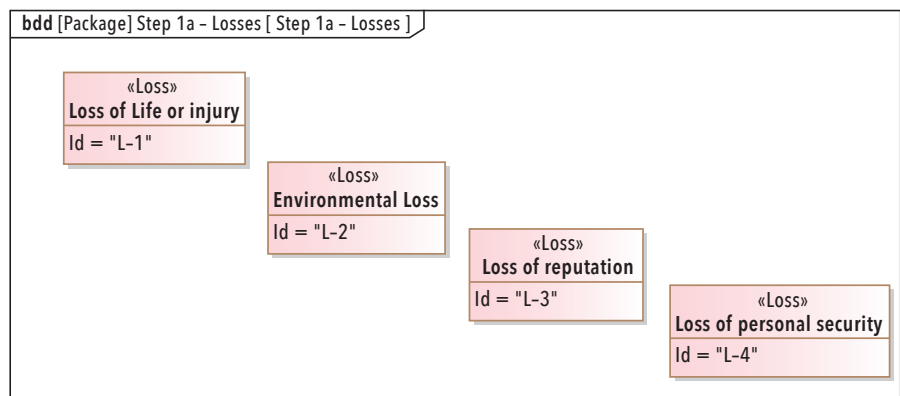 bdd [Package] Step 1a – Losses [ Step 1a – Losses ]
«Loss»
Loss of Life or injury
Id = "L–1"
«Loss»
Environmental Loss
Id = "L–2"
«Loss»
Loss of reputation
Id = "L–3"
«Loss»
Loss of personal security
Id = "L–4"